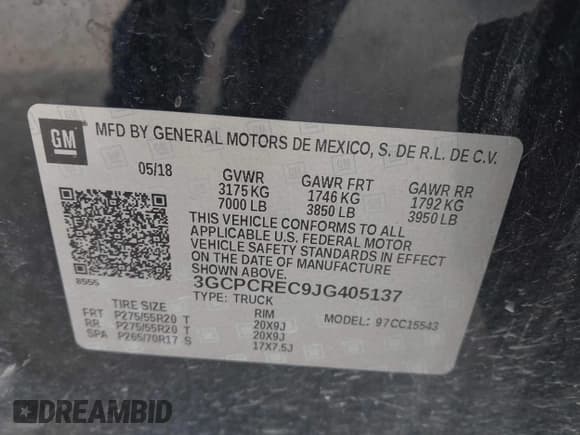 GM MFD BY GENERAL MOTORS DE MEXICO, S. DE R.L. DE C.V.
05/18 GVWR GAWR FRT GAWR RR
3175 KG 1746 KG 1792 KG
7000 LB 3850 LB 3950 LB
THIS VEHICLE CONFORMS TO ALL
APPLICABLE U.S. FEDERAL MOTOR
VEHICLE SAFETY STANDARDS IN EFFECT
ON THE DATE OF MANUFACTURE
SHOWN ABOVE.
8555 3GCPCREC9JG405137
TYPE: TRUCK
TIRE SIZE RIM MODEL: 97CC15543
FRT P275/55R20 T 20X9J
RR P275/55R20 T 20X9J
SPA P265/70R17 S 17X7.5J
DREAMBID